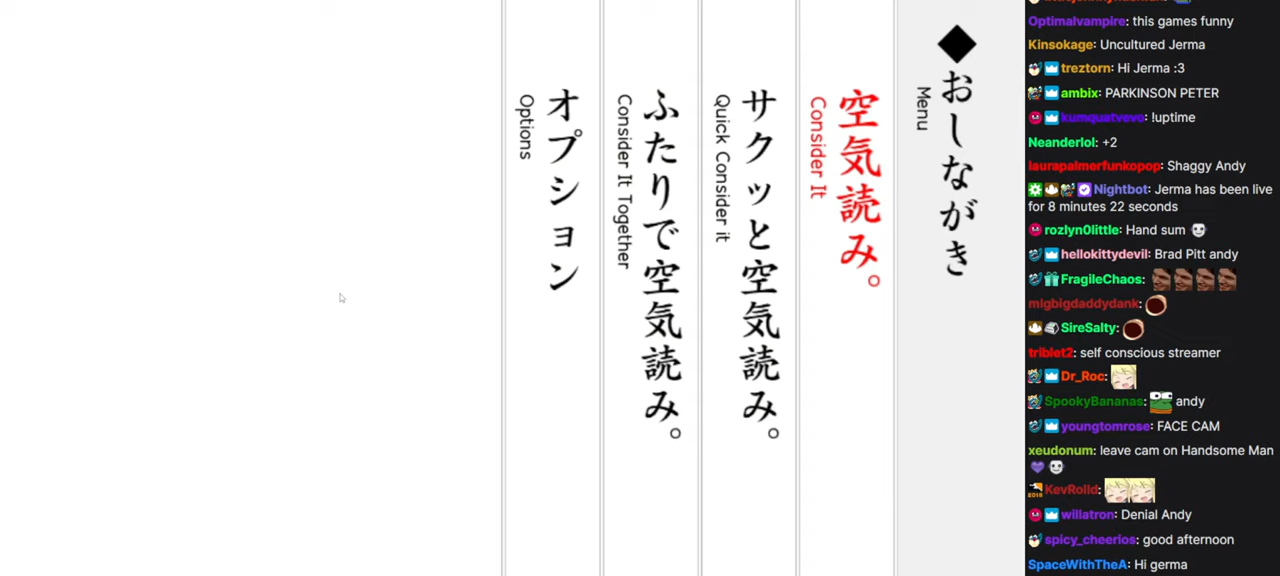 ◆おしながき
Menu
空気読み。
Consider It
サクッと空気読み。
Quick Consider it
ふたりで空気読み。
Consider It Together
オプション
Options
Optimalvampire: this games funny
Kinsokage: Uncultured Jerma
treztorn: Hi Jerma :3
ambix: PARKINSON PETER
kumquatvevo: !uptime
Neanderlol: +2
laurapalmerfunkopop: Shaggy Andy
Nightbot: Jerma has been live
for 8 minutes 22 seconds
rozlyn0little: Hand sum
hellokittydevil: Brad Pitt andy
FragileChaos:
mlgbigdaddydank:
SireSalty:
triblet2: self conscious streamer
Dr_Roc:
SpookyBananas: andy
youngtomrose: FACE CAM
xeudonum: leave cam on Handsome Man
KevRolld:
willatron: Denial Andy
spicy_cheerios: good afternoon
SpaceWithTheA: Hi germa